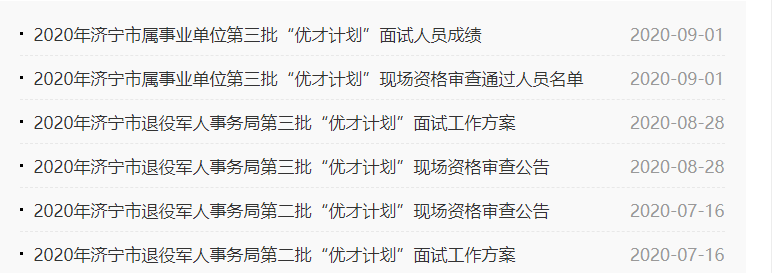 2020年济宁市属事业单位第三批“优才计划”面试人员成绩 2020-09-01
2020年济宁市属事业单位第三批“优才计划”现场资格审查通过人员名单 2020-09-01
2020年济宁市退役军人事务局第三批“优才计划”面试工作方案 2020-08-28
2020年济宁市退役军人事务局第三批“优才计划”现场资格审查公告 2020-08-28
2020年济宁市退役军人事务局第二批“优才计划”现场资格审查公告 2020-07-16
2020年济宁市退役军人事务局第二批“优才计划”面试工作方案 2020-07-16